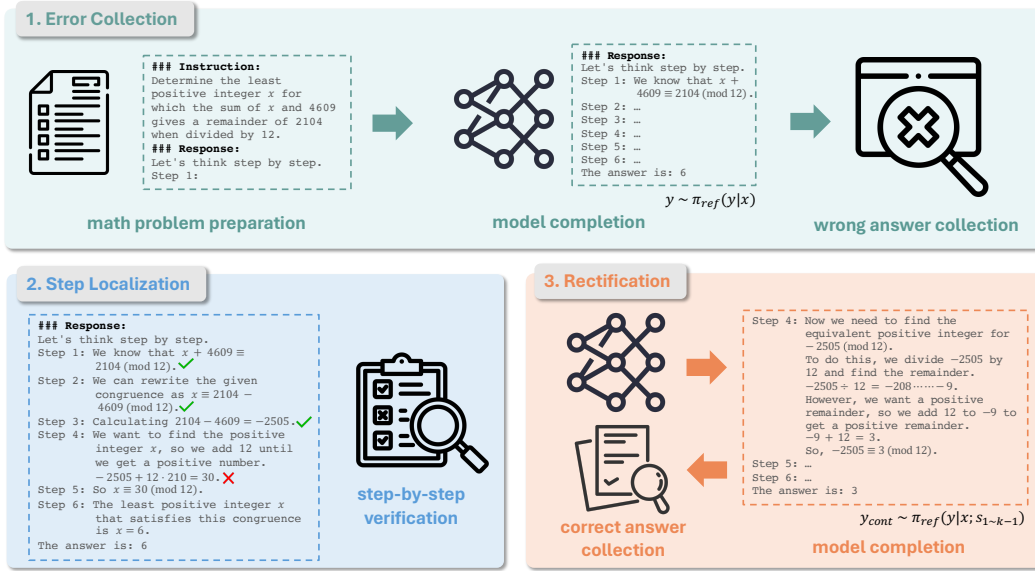 1. Error Collection
### Instruction:
Determine the least
positive integer x for
which the sum of x and 4609
gives a remainder of 2104
when divided by 12.
### Response:
Let's think step by step.
Step 1:
math problem preparation
### Response:
Let's think step by step.
Step 1: We know that x +
4609 ≡ 2104 (mod 12).
Step 2: …
Step 3: …
Step 4: …
Step 5: …
Step 6: …
The answer is: 6
y ~ π_ref(y|x)
model completion
wrong answer collection
2. Step Localization
### Response:
Let's think step by step.
Step 1: We know that x + 4609 ≡
2104 (mod 12).
Step 2: We can rewrite the given
congruence as x ≡ 2104 −
4609 (mod 12).
Step 3: Calculating 2104 − 4609 = −2505.
Step 4: We want to find the positive
integer x, so we add 12 until
we get a positive number.
− 2505 + 12 · 210 = 30.
Step 5: So x ≡ 30 (mod 12).
Step 6: The least positive integer x
that satisfies this congruence
is x = 6.
The answer is: 6
step-by-step
verification
3. Rectification
correct answer
collection
Step 4: Now we need to find the
equivalent positive integer for
− 2505 (mod 12).
To do this, we divide −2505 by
12 and find the remainder.
−2505 ÷ 12 = −208 ⋯⋯ − 9.
However, we want a positive
remainder, so we add 12 to −9 to
get a positive remainder.
−9 + 12 = 3.
So, −2505 ≡ 3 (mod 12).
Step 5: …
Step 6: …
The answer is: 3
y_cont ~ π_ref(y|x; s_1~k−1)
model completion